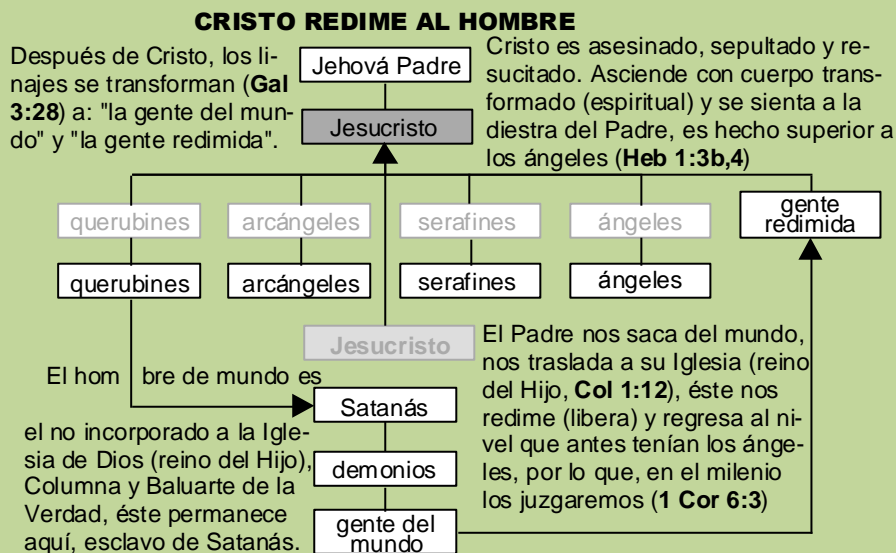 CRISTO REDIME AL HOMBRE
Después de Cristo, los li-
najes se transforman (Gal
3:28) a: "la gente del mun-
do" y "la gente redimida".
Jehová Padre
Jesucristo
Cristo es asesinado, sepultado y re-
sucitado. Asciende con cuerpo trans-
formado (espiritual) y se sienta a la
diestra del Padre, es hecho superior a
los ángeles (Heb 1:3b,4)
querubines
arcángeles
serafines
ángeles
gente
redimida
querubines
arcángeles
serafines
ángeles
Jesucristo
El hom bre de mundo es
el no incorporado a la Igle-
sia de Dios (reino del Hijo),
Columna y Baluarte de la
Verdad, éste permanece
aquí, esclavo de Satanás.
Satanás
demonios
gente del
mundo
El Padre nos saca del mundo,
nos traslada a su Iglesia (reino
del Hijo, Col 1:12), éste nos
redime (libera) y regresa al ni-
vel que antes tenían los ánge-
les, por lo que, en el milenio
los juzgaremos (1 Cor 6:3)